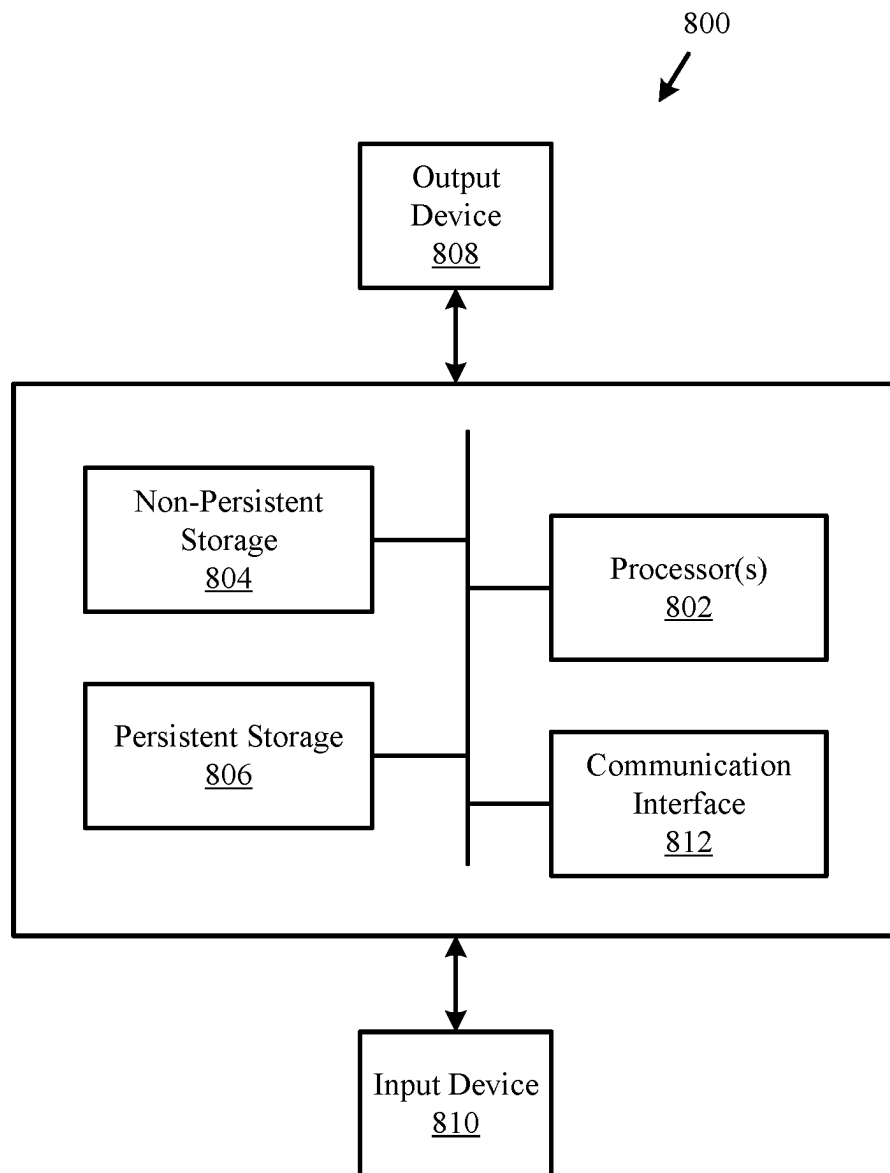 800
Output
Device
808
Non-Persistent
Storage
804
Processor(s)
802
Persistent Storage
806
Communication
Interface
812
Input Device
810